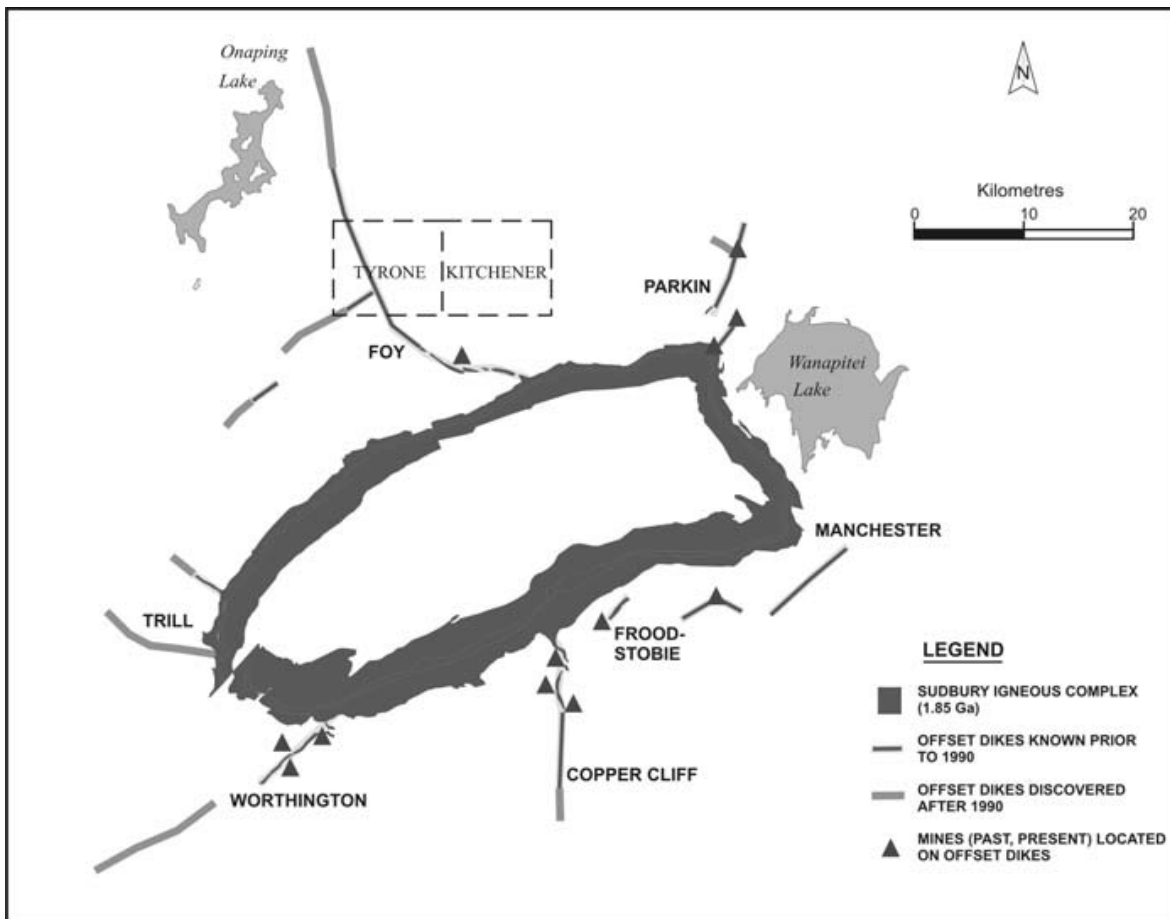 Onaping
Lake
N
Kilometres
0 10 20
TYRONE
KITCHENER
PARKIN
FOY
Wanapitei
Lake
MANCHESTER
TRILL
FROOD-
STOBIE
COPPER CLIFF
WORTHINGTON
LEGEND
SUDBURY IGNEOUS COMPLEX
(1.85 Ga)
OFFSET DIKES KNOWN PRIOR
TO 1990
OFFSET DIKES DISCOVERED
AFTER 1990
MINES (PAST, PRESENT) LOCATED
ON OFFSET DIKES